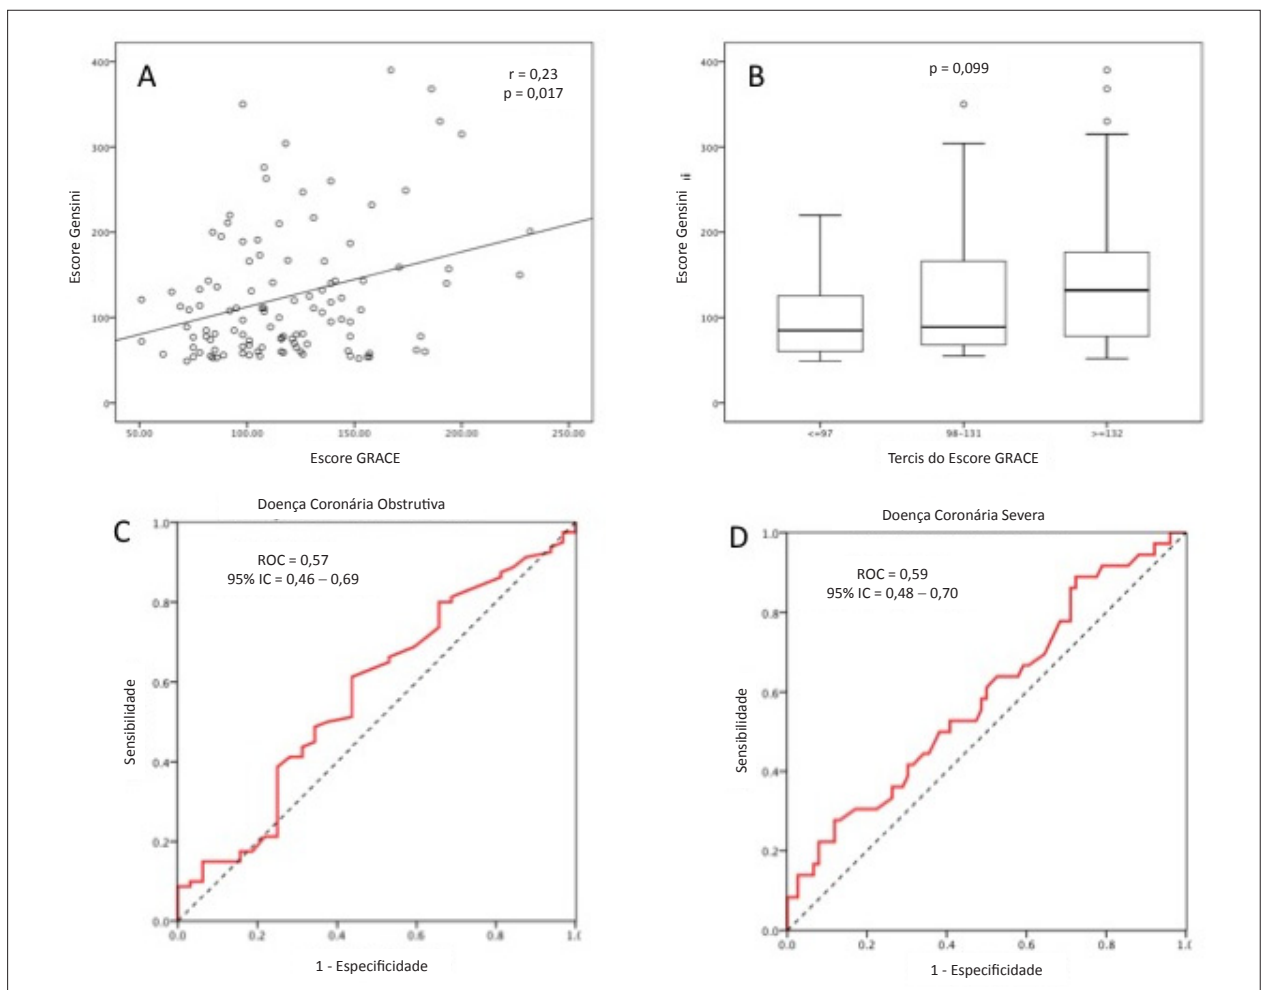 A
r = 0,23
p = 0,017
400
300
200
100
0
Escore Gensini
50.00
100.00
150.00
200.00
250.00
Escore GRACE
B
p = 0,099
400
300
200
100
0
Escore Gensini
<=97
98-131
>=132
Tercis do Escore GRACE
C
Doença Coronária Obstrutiva
ROC = 0,57
95% IC = 0,46 – 0,69
1.0
0.8
0.6
0.4
0.2
0.0
Sensibilidade
0.0
0.2
0.4
0.6
0.8
1.0
1 - Especificidade
D
Doença Coronária Severa
ROC = 0,59
95% IC = 0,48 – 0,70
1.0
0.8
0.6
0.4
0.2
0.0
Sensibilidade
0.0
0.2
0.4
0.6
0.8
1.0
1 - Especificidade